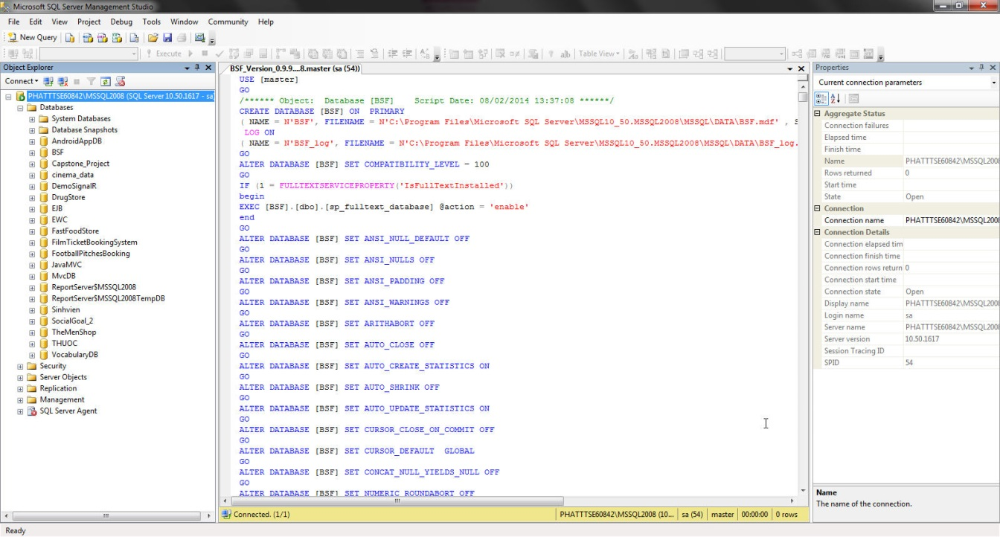 Microsoft SQL Server Management Studio
File Edit View Project Debug Tools Window Community Help
New Query
Execute
Table View
Object Explorer
Connect
PHATTTSE60842\MSSQL2008 (SQL Server 10.50.1617 - sa
Databases
System Databases
Database Snapshots
AndroidAppDB
BSF
Capstone_Project
cinema_data
DemoSignalR
DrugStore
EJB
EWC
FastFoodStore
FilmTicketBookingSystem
FootballPitchesBooking
JavaMVC
MvcDB
ReportServer$MSSQL2008
ReportServer$MSSQL2008TempDB
Sinhvien
SocialGoal_2
TheMenShop
THUOC
VocabularyDB
Security
Server Objects
Replication
Management
SQL Server Agent
BSF_Version_0.9.9....8.master (sa (54))
USE [master]
GO
/****** Object:  Database [BSF]    Script Date: 08/02/2014 13:37:08 ******/
CREATE DATABASE [BSF] ON  PRIMARY
( NAME = N'BSF', FILENAME = N'C:\Program Files\Microsoft SQL Server\MSSQL10_50.MSSQL2008\MSSQL\DATA\BSF.mdf' , S
LOG ON
( NAME = N'BSF_log', FILENAME = N'C:\Program Files\Microsoft SQL Server\MSSQL10_50.MSSQL2008\MSSQL\DATA\BSF_log.
GO
ALTER DATABASE [BSF] SET COMPATIBILITY_LEVEL = 100
GO
IF (1 = FULLTEXTSERVICEPROPERTY('IsFullTextInstalled'))
begin
EXEC [BSF].[dbo].[sp_fulltext_database] @action = 'enable'
end
GO
ALTER DATABASE [BSF] SET ANSI_NULL_DEFAULT OFF
GO
ALTER DATABASE [BSF] SET ANSI_NULLS OFF
GO
ALTER DATABASE [BSF] SET ANSI_PADDING OFF
GO
ALTER DATABASE [BSF] SET ANSI_WARNINGS OFF
GO
ALTER DATABASE [BSF] SET ARITHABORT OFF
GO
ALTER DATABASE [BSF] SET AUTO_CLOSE OFF
GO
ALTER DATABASE [BSF] SET AUTO_CREATE_STATISTICS ON
GO
ALTER DATABASE [BSF] SET AUTO_SHRINK OFF
GO
ALTER DATABASE [BSF] SET AUTO_UPDATE_STATISTICS ON
GO
ALTER DATABASE [BSF] SET CURSOR_CLOSE_ON_COMMIT OFF
GO
ALTER DATABASE [BSF] SET CURSOR_DEFAULT  GLOBAL
GO
ALTER DATABASE [BSF] SET CONCAT_NULL_YIELDS_NULL OFF
GO
ALTER DATABASE [BSF] SET NUMERIC_ROUNDABORT OFF
Connected. (1/1) PHATTTSE60842\MSSQL2008 (10... sa (54) master 00:00:00 0 rows
Properties
Current connection parameters
Aggregate Status
Connection failures
Elapsed time
Finish time
Name PHATTTSE60842\MSSQL200
Rows returned 0
Start time
State Open
Connection
Connection name PHATTTSE60842\MSSQL200
Connection Details
Connection elapsed tim
Connection finish time
Connection rows return 0
Connection start time
Connection state Open
Display name PHATTTSE60842\MSSQL200
Login name sa
Server name PHATTTSE60842\MSSQL200
Server version 10.50.1617
Session Tracing ID
SPID 54
Name
The name of the connection.
Ready